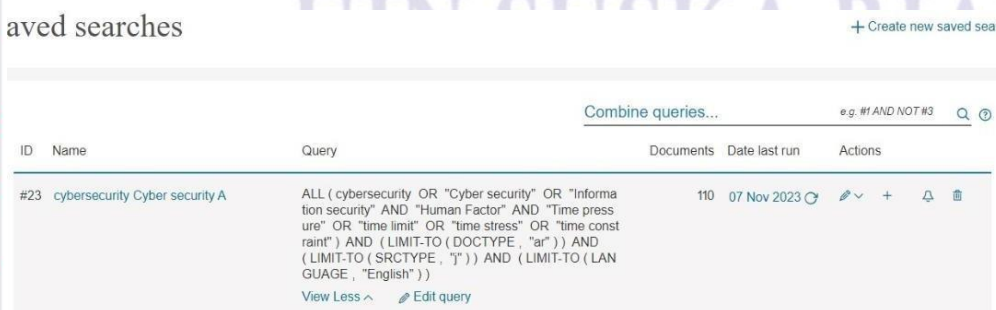 aved searches
+ Create new saved sea
Combine queries... e.g. #1 AND NOT #3
ID Name Query Documents Date last run Actions
#23 cybersecurity Cyber security A ALL ( cybersecurity OR "Cyber security" OR "Informa 110 07 Nov 2023
tion security" AND "Human Factor" AND "Time press
ure" OR "time limit" OR "time stress" OR "time const
raint" ) AND ( LIMIT-TO ( DOCTYPE , "ar" ) ) AND
( LIMIT-TO ( SRCTYPE , "j" ) ) AND ( LIMIT-TO ( LAN
GUAGE , "English" ) )
View Less Edit query